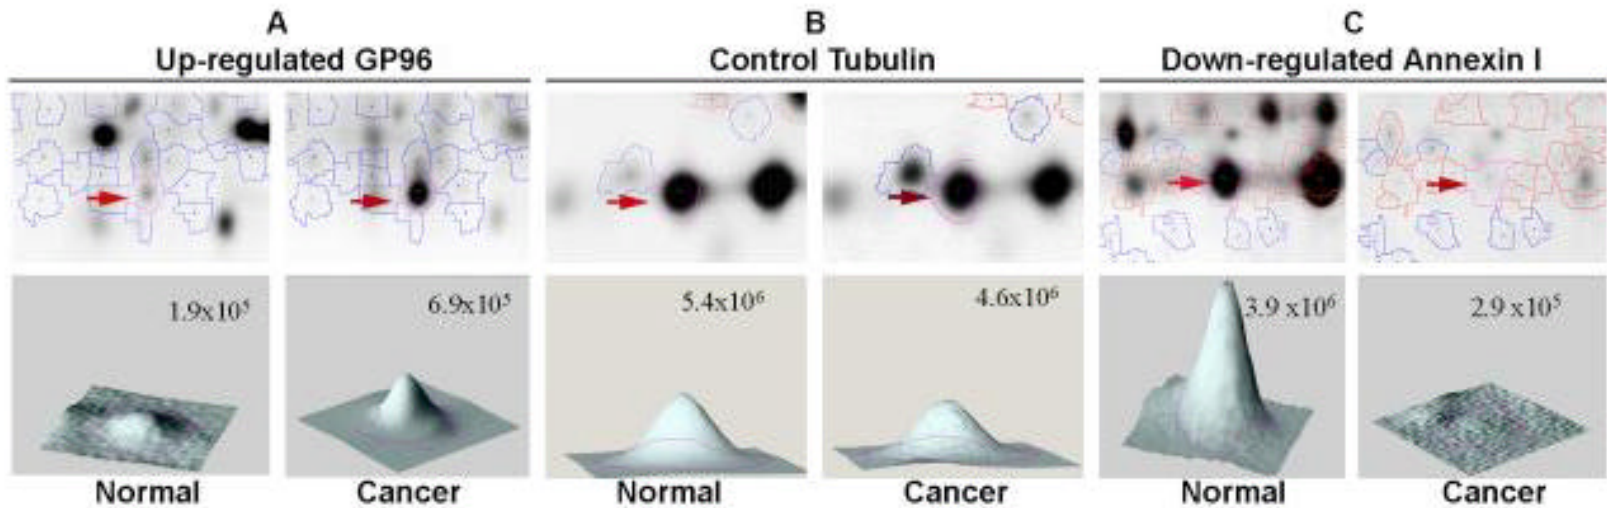 A
B
C
Up-regulated GP96
Control Tubulin
Down-regulated Annexin I
1.9x10⁵
6.9x10⁵
5.4x10⁶
4.6x10⁶
3.9 x10⁶
2.9 x10⁵
Normal
Cancer
Normal
Cancer
Normal
Cancer